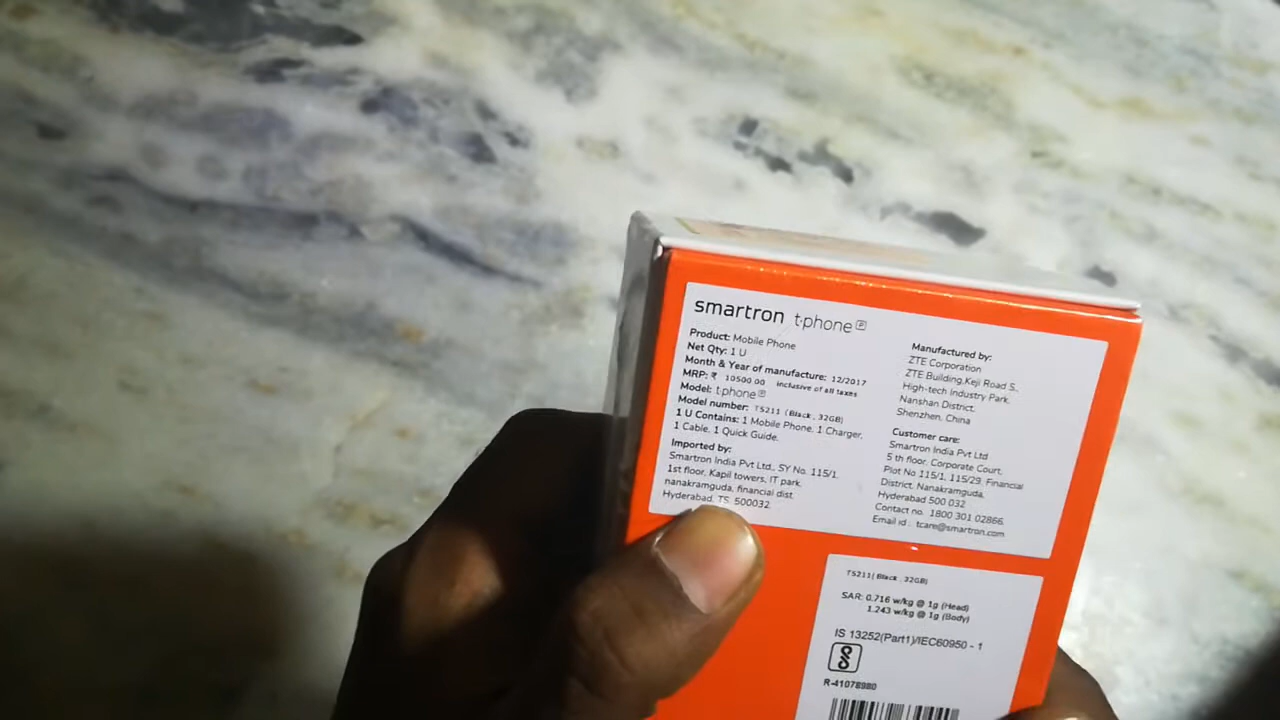 smartron t·phone P
Product: Mobile Phone
Net Qty: 1 U
Month & Year of manufacture: 12/2017
MRP: ₹ 10500.00 inclusive of all taxes
Model: t·phone P
Model number: TS211 (Black, 32GB)
1 U Contains: 1 Mobile Phone, 1 Charger,
1 Cable, 1 Quick Guide.
Imported by:
Smartron India Pvt Ltd., SY No. 115/1,
1st floor, Kapil towers, IT park,
nanakramguda, financial dist,
Hyderabad, TS, 500032
Manufactured by:
ZTE Corporation
ZTE Building,Keji Road S.,
High-tech Industry Park,
Nanshan District,
Shenzhen, China
Customer care:
Smartron India Pvt Ltd
5 th floor, Corporate Court,
Plot No 115/1, 115/29, Financial
District, Nanakramguda,
Hyderabad 500 032
Contact no. 1800 301 02866,
Email id : tcare@smartron.com
TS211( Black , 32GB)
SAR: 0.716 w/kg @ 1g (Head)
1.243 w/kg @ 1g (Body)
IS 13252(Part1)/IEC60950 - 1
R-41078980